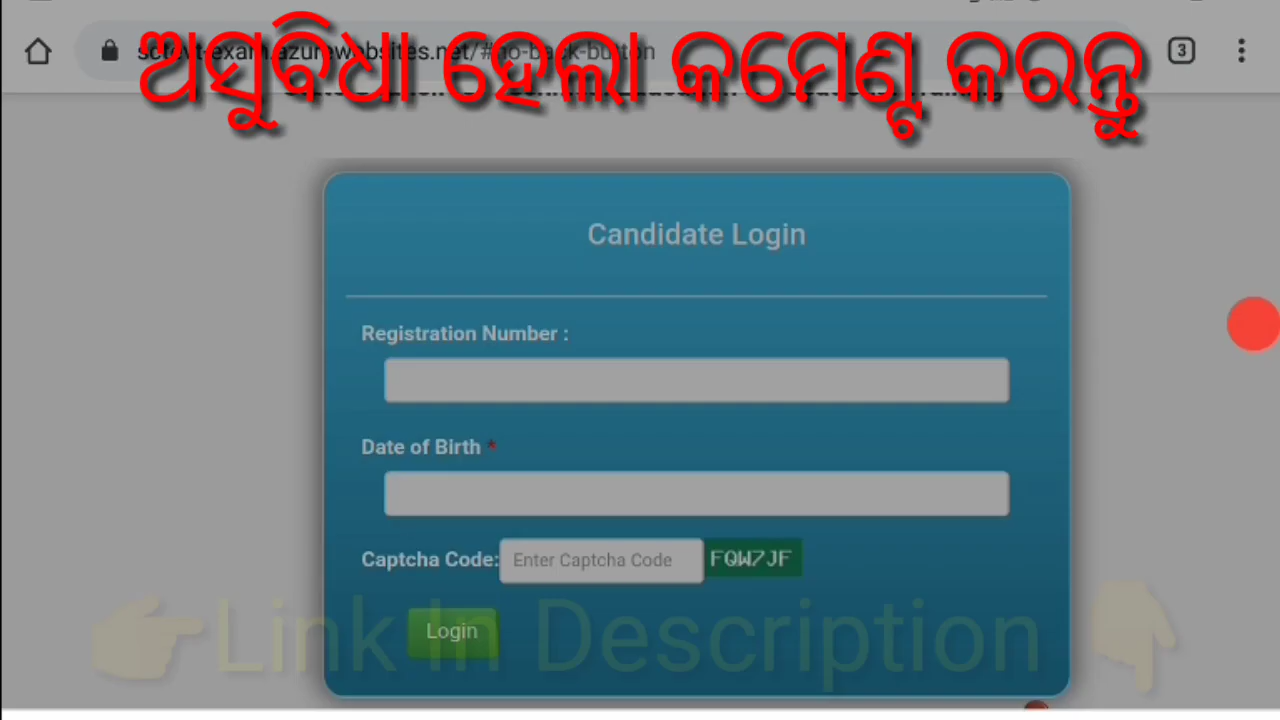 3
ଅସୁବିଧା ହେଲା କମେଣ୍ଟ କରନ୍ତୁ
Candidate Login
Registration Number :
Date of Birth *
Captcha Code: Enter Captcha Code FQW7JF
Login
👉Link In Description👇